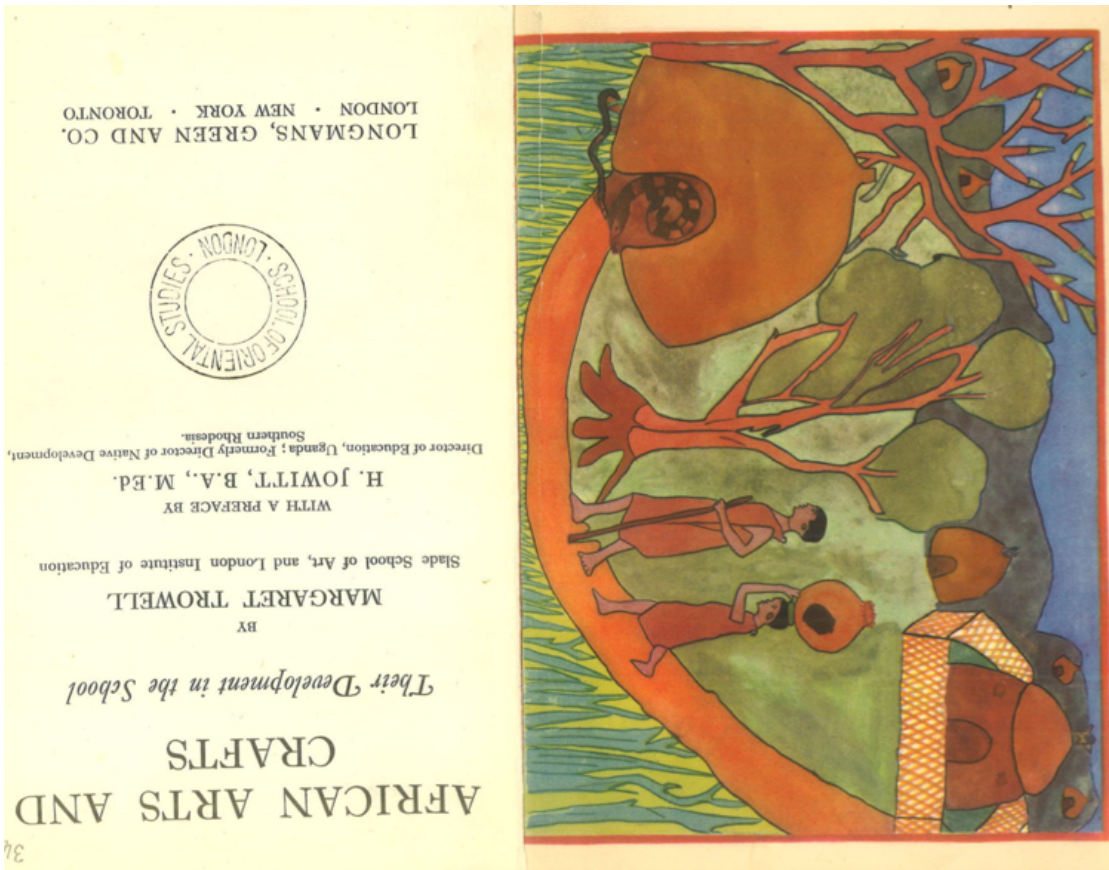 34
AFRICAN ARTS AND
CRAFTS
Their Development in the School
BY
MARGARET TROWELL
Slade School of Art, and London Institute of Education
WITH A PREFACE BY
H. JOWITT, B.A., M.Ed.
Director of Education, Uganda; Formerly Director of Native Development,
Southern Rhodesia.
SCHOOL OF ORIENTAL STUDIES · LONDON ·
LONGMANS, GREEN AND CO.
LONDON · NEW YORK · TORONTO